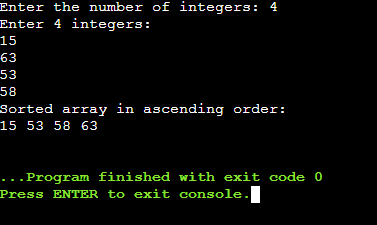 Enter the number of integers: 4
Enter 4 integers:
15
63
53
58
Sorted array in ascending order:
15 53 58 63
...Program finished with exit code 0
Press ENTER to exit console.